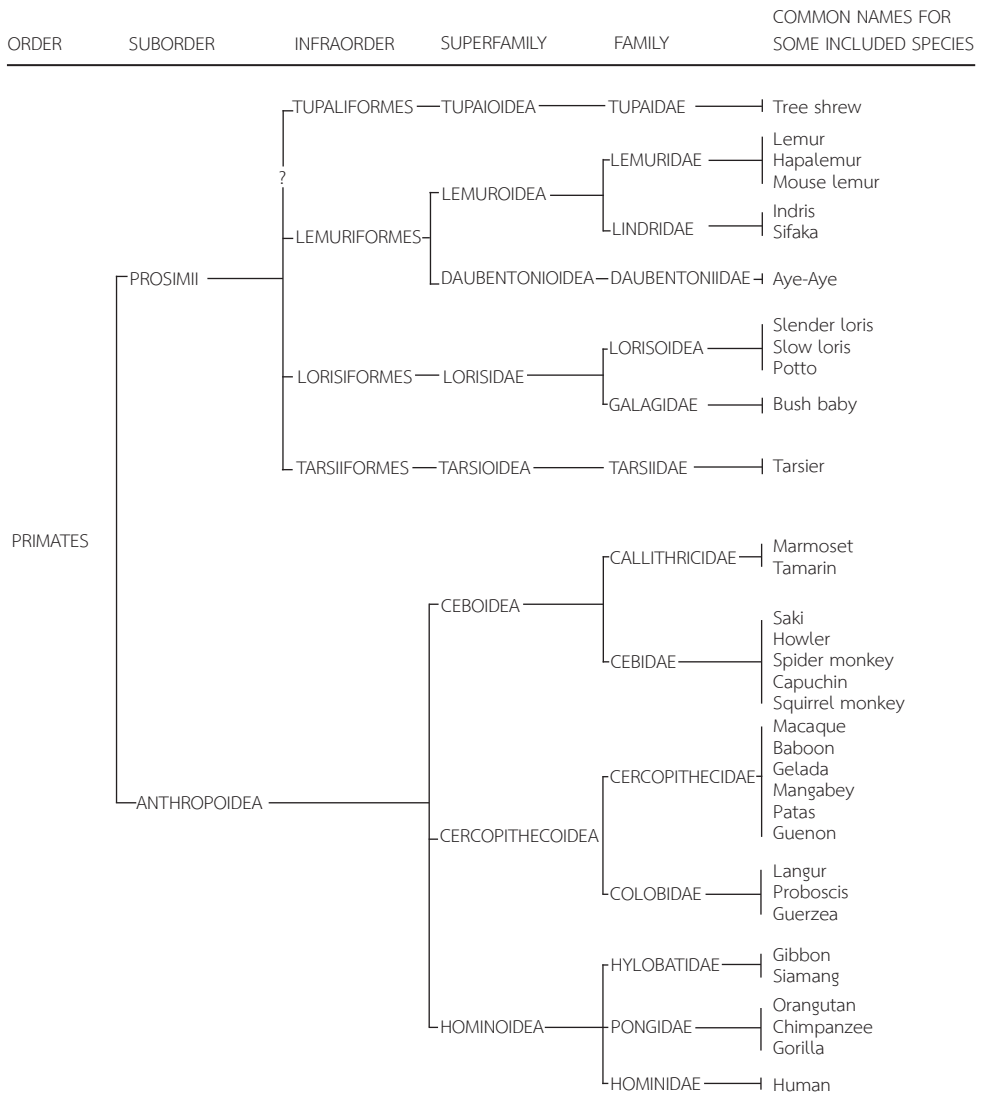 COMMON NAMES FOR
ORDER SUBORDER INFRAORDER SUPERFAMILY FAMILY SOME INCLUDED SPECIES
TUPALIFORMES TUPAIOIDEA TUPAIDAE Tree shrew
Lemur
LEMURIDAE Hapalemur
Mouse lemur
?
LEMUROIDEA
Indris
LINDRIDAE Sifaka
LEMURIFORMES
PROSIMII DAUBENTONIOIDEA DAUBENTONIIDAE Aye-Aye
Slender loris
LORISOIDEA Slow loris
Potto
LORISIFORMES LORISIDAE
GALAGIDAE Bush baby
TARSIIFORMES TARSIOIDEA TARSIIDAE Tarsier
PRIMATES
Marmoset
CALLITHRICIDAE
Tamarin
CEBOIDEA
Saki
Howler
CEBIDAE Spider monkey
Capuchin
Squirrel monkey
Macaque
Baboon
CERCOPITHECIDAE Gelada
Mangabey
ANTHROPOIDEA
Patas
CERCOPITHECOIDEA Guenon
Langur
COLOBIDAE Proboscis
Guerzea
Gibbon
HYLOBATIDAE
Siamang
Orangutan
HOMINOIDEA PONGIDAE Chimpanzee
Gorilla
HOMINIDAE Human